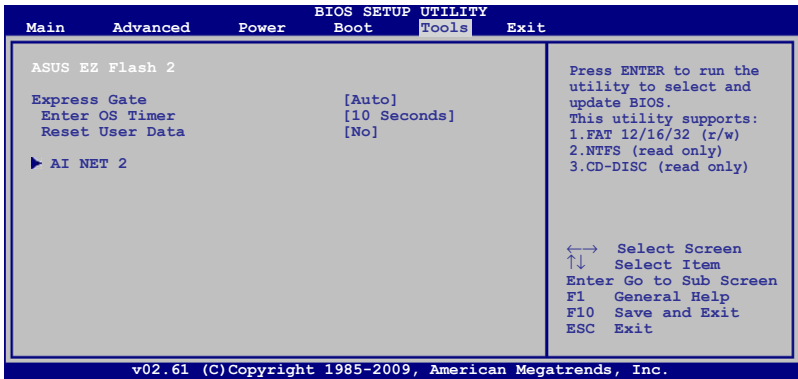 BIOS SETUP UTILITY
Main Advanced Power Boot Tools Exit
ASUS EZ Flash 2
Express Gate [Auto]
Enter OS Timer [10 Seconds]
Reset User Data [No]
▶ AI NET 2
Press ENTER to run the
utility to select and
update BIOS.
This utility supports:
1.FAT 12/16/32 (r/w)
2.NTFS (read only)
3.CD-DISC (read only)
←→ Select Screen
↑↓ Select Item
Enter Go to Sub Screen
F1 General Help
F10 Save and Exit
ESC Exit
v02.61 (C)Copyright 1985-2009, American Megatrends, Inc.